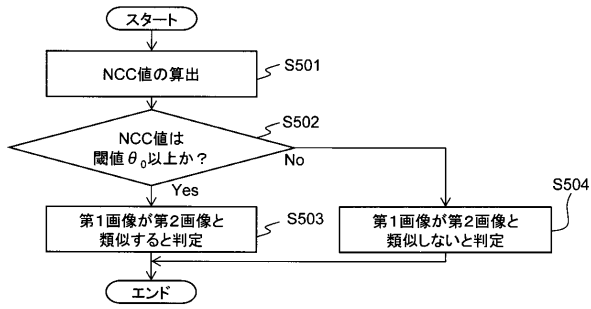 スタート
NCC値の算出
S501
NCC値は
閾値θ0以上か?
S502
No
Yes
第1画像が第2画像と
類似すると判定
S503
第1画像が第2画像と
類似しないと判定
S504
エンド